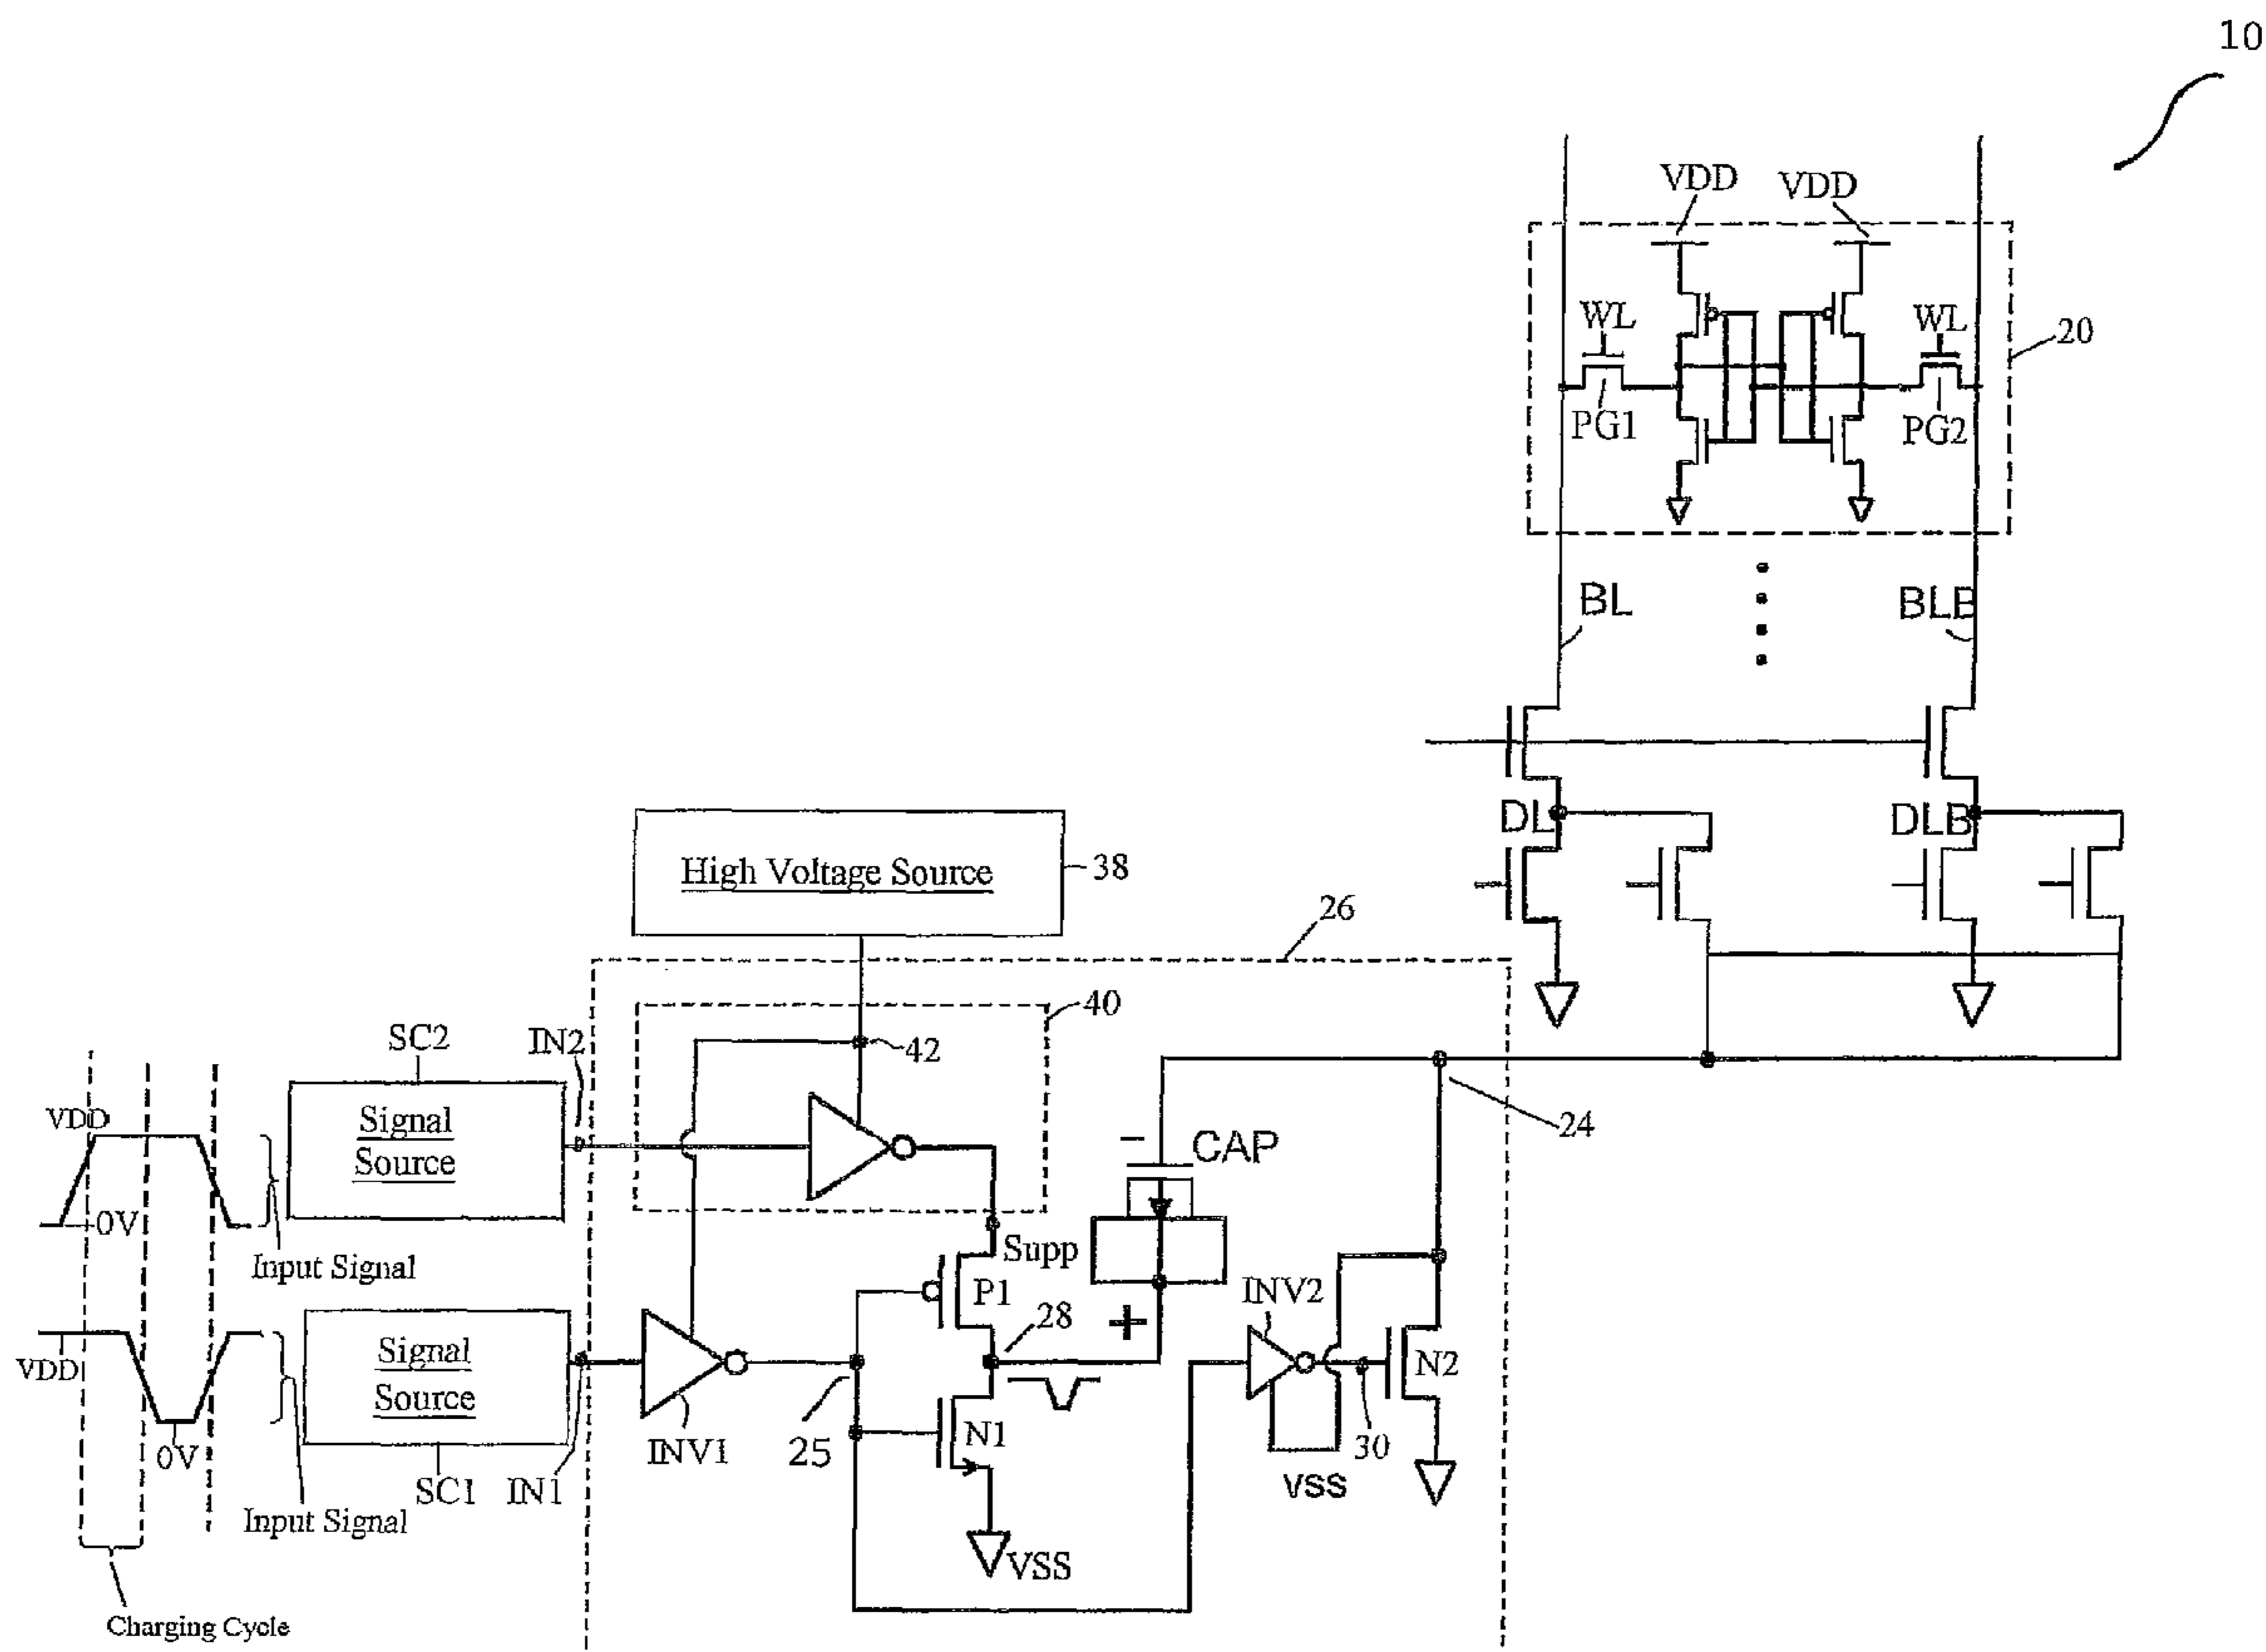 10
VDD VDD
WL WL
20
PG1 PG2
BL BLB
DL DLB
High Voltage Source
38
26
40
SC2
IN2
42
24
VDD
Signal
Source
0V
Input Signal
- CAP
Supp
P1
INV2
28
+
VDD
Signal
Source
0V
SC1
IN1
Input Signal
INV1
25
N1
VSS
30
N2
VSS
Charging Cycle